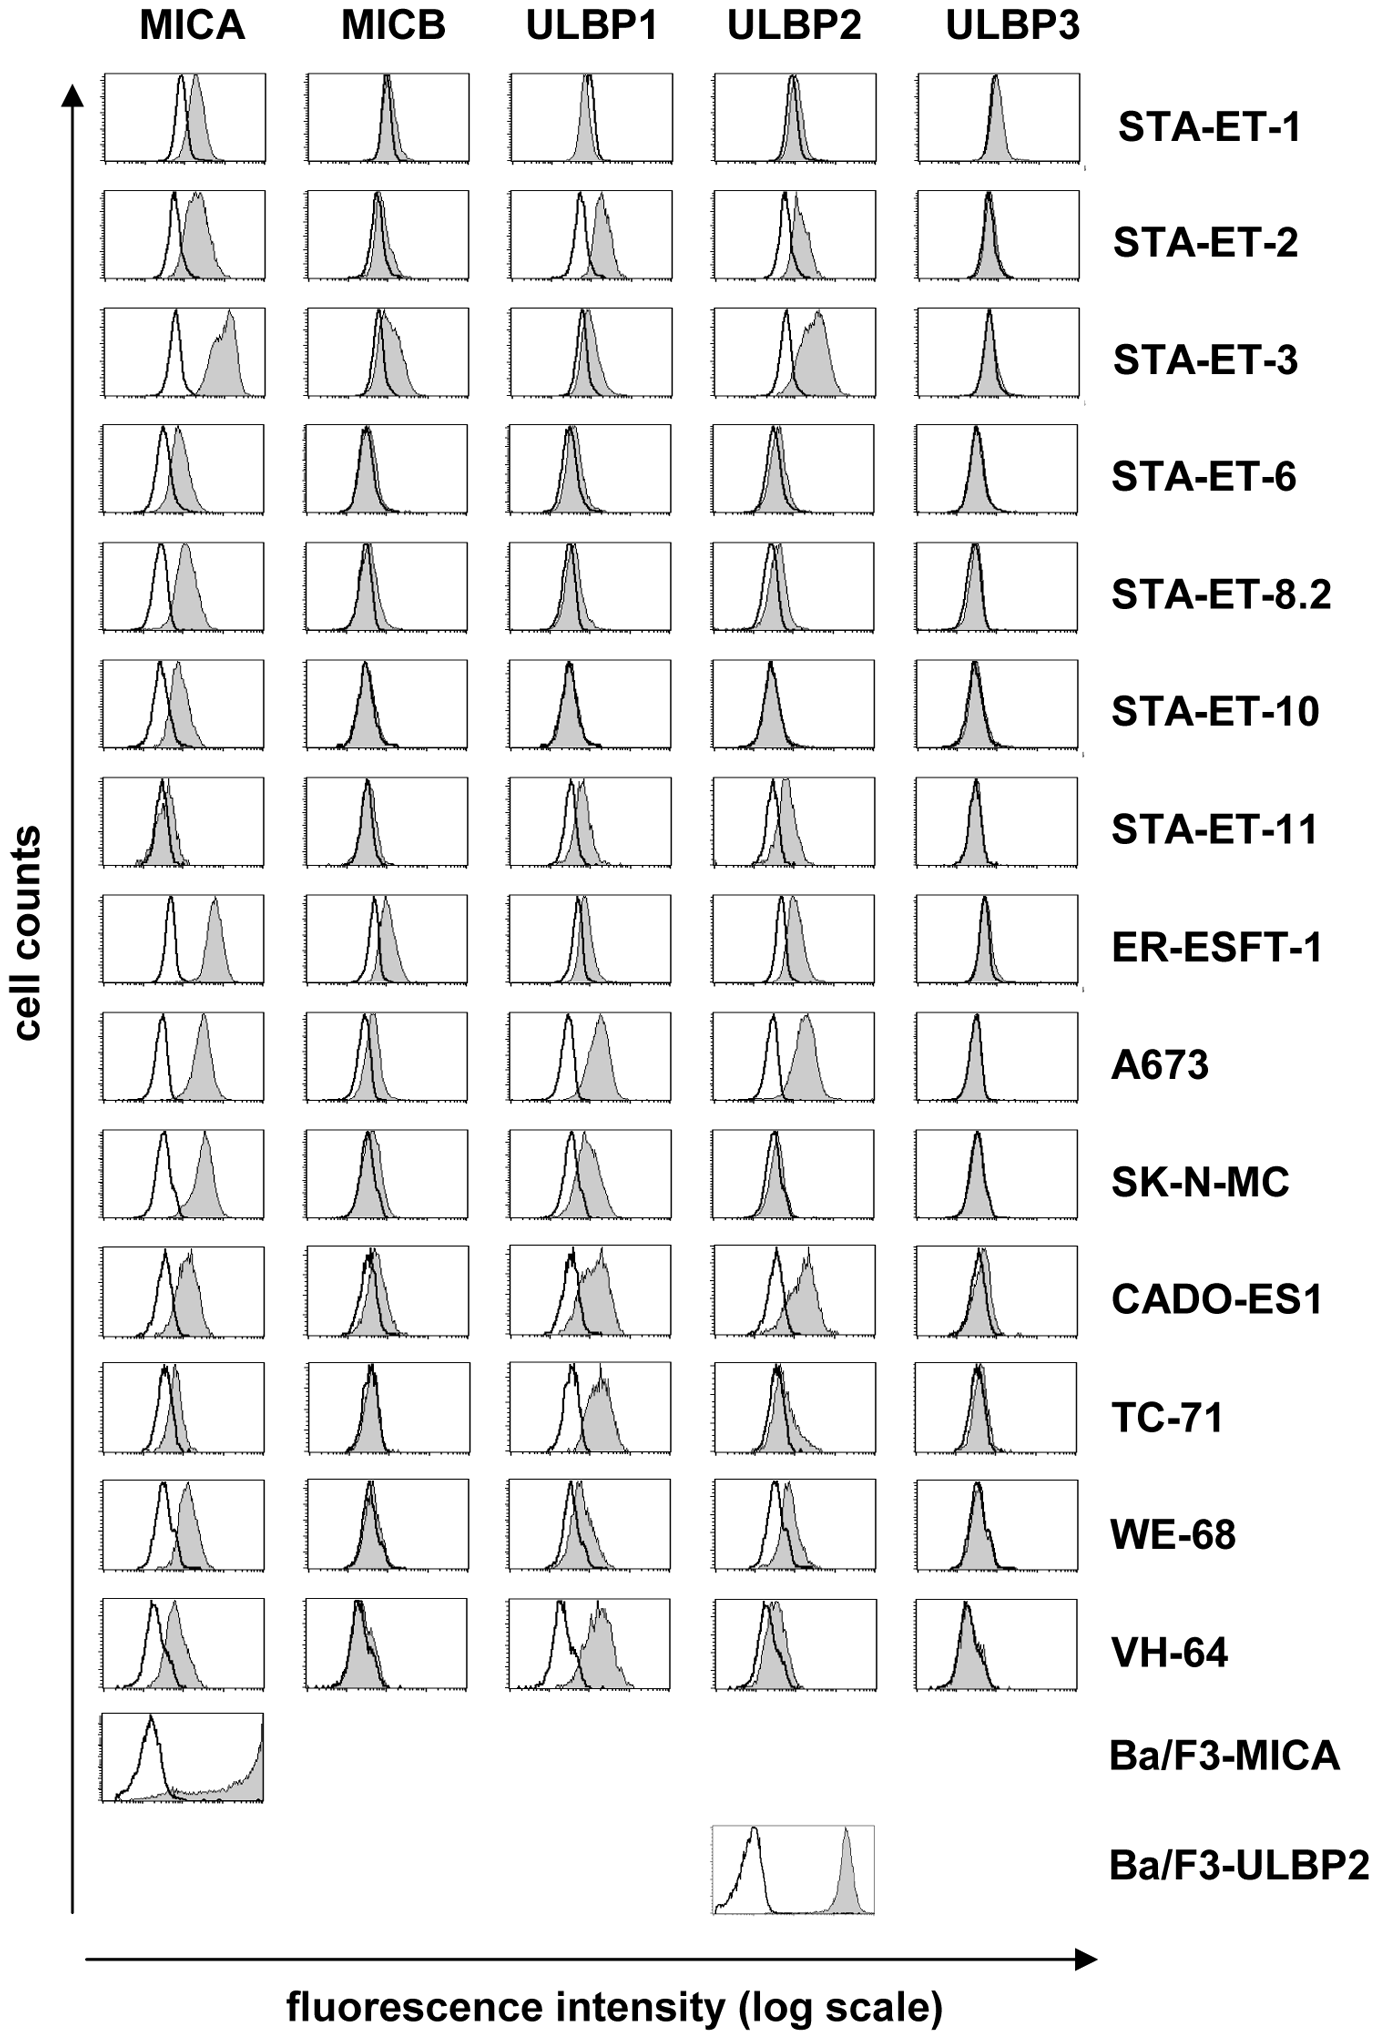 MICA MICB ULBP1 ULBP2 ULBP3
STA-ET-1
STA-ET-2
STA-ET-3
STA-ET-6
STA-ET-8.2
STA-ET-10
STA-ET-11
ER-ESFT-1
A673
SK-N-MC
CADO-ES1
TC-71
WE-68
VH-64
Ba/F3-MICA
Ba/F3-ULBP2
cell counts
fluorescence intensity (log scale)